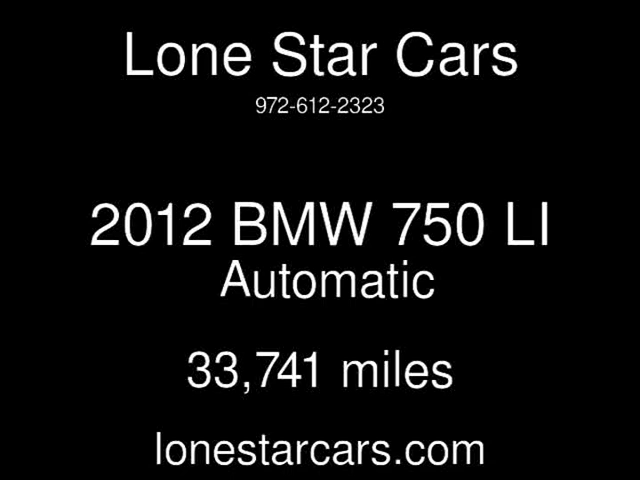 Lone Star Cars
972-612-2323
2012 BMW 750 LI
Automatic
33,741 miles
lonestarcars.com